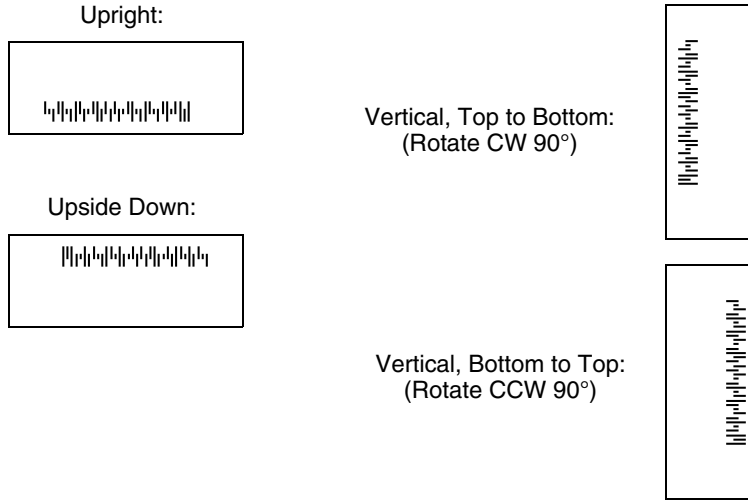 Upright:
Vertical, Top to Bottom:
(Rotate CW 90°)
Upside Down:
Vertical, Bottom to Top:
(Rotate CCW 90°)